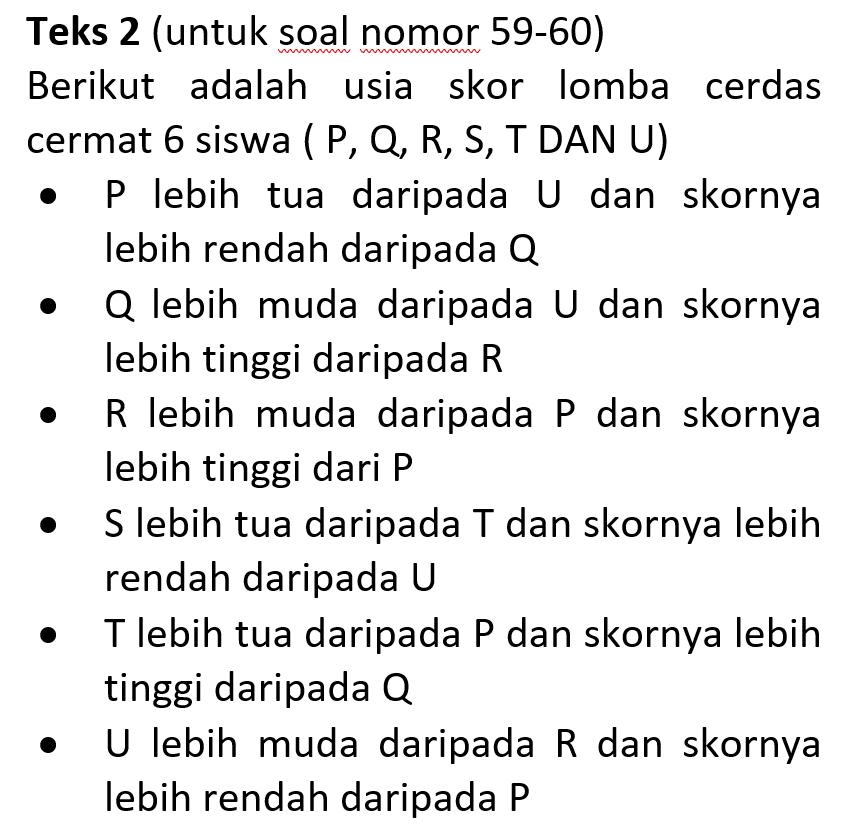 Teks 2 (untuk soal nomor 59-60)
Berikut adalah usia skor lomba cerdas
cermat 6 siswa ( P, Q, R, S, T DAN U)
• P lebih tua daripada U dan skornya
lebih rendah daripada Q
• Q lebih muda daripada U dan skornya
lebih tinggi daripada R
• R lebih muda daripada P dan skornya
lebih tinggi dari P
• S lebih tua daripada T dan skornya lebih
rendah daripada U
• T lebih tua daripada P dan skornya lebih
tinggi daripada Q
• U lebih muda daripada R dan skornya
lebih rendah daripada P